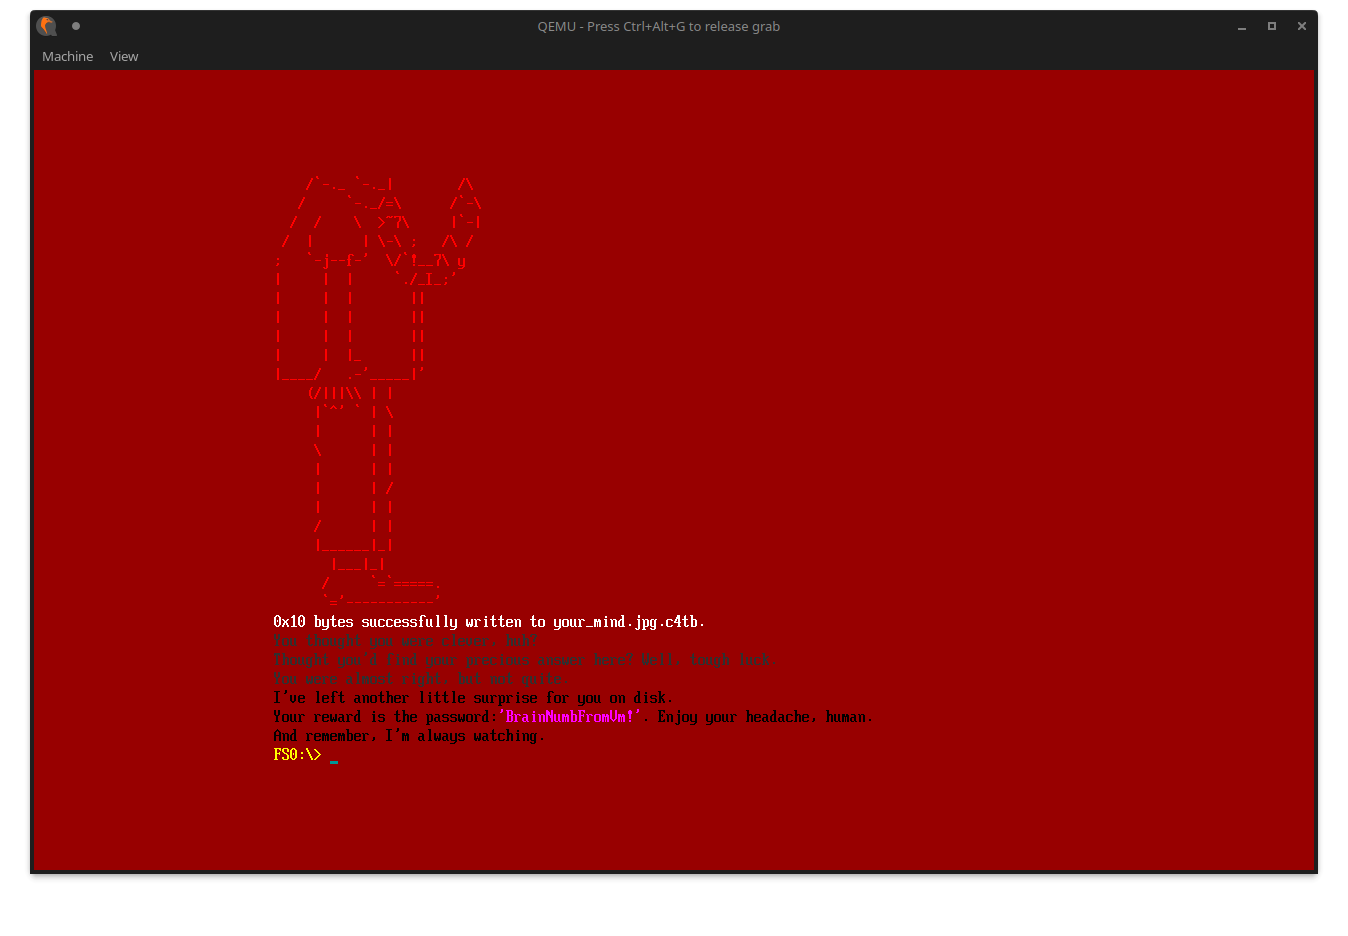 QEMU - Press Ctrl+Alt+G to release grab
Machine View
0x10 bytes successfully written to your_mind.jpg.c4tb.
You thought you were clever, huh?
Thought you'd find your precious answer here? Well, tough luck.
You were almost right, but not quite.
I've left another little surprise for you on disk.
Your reward is the password:'BrainNumbFromVm!'. Enjoy your headache, human.
And remember, I'm always watching.
FS0:\> _